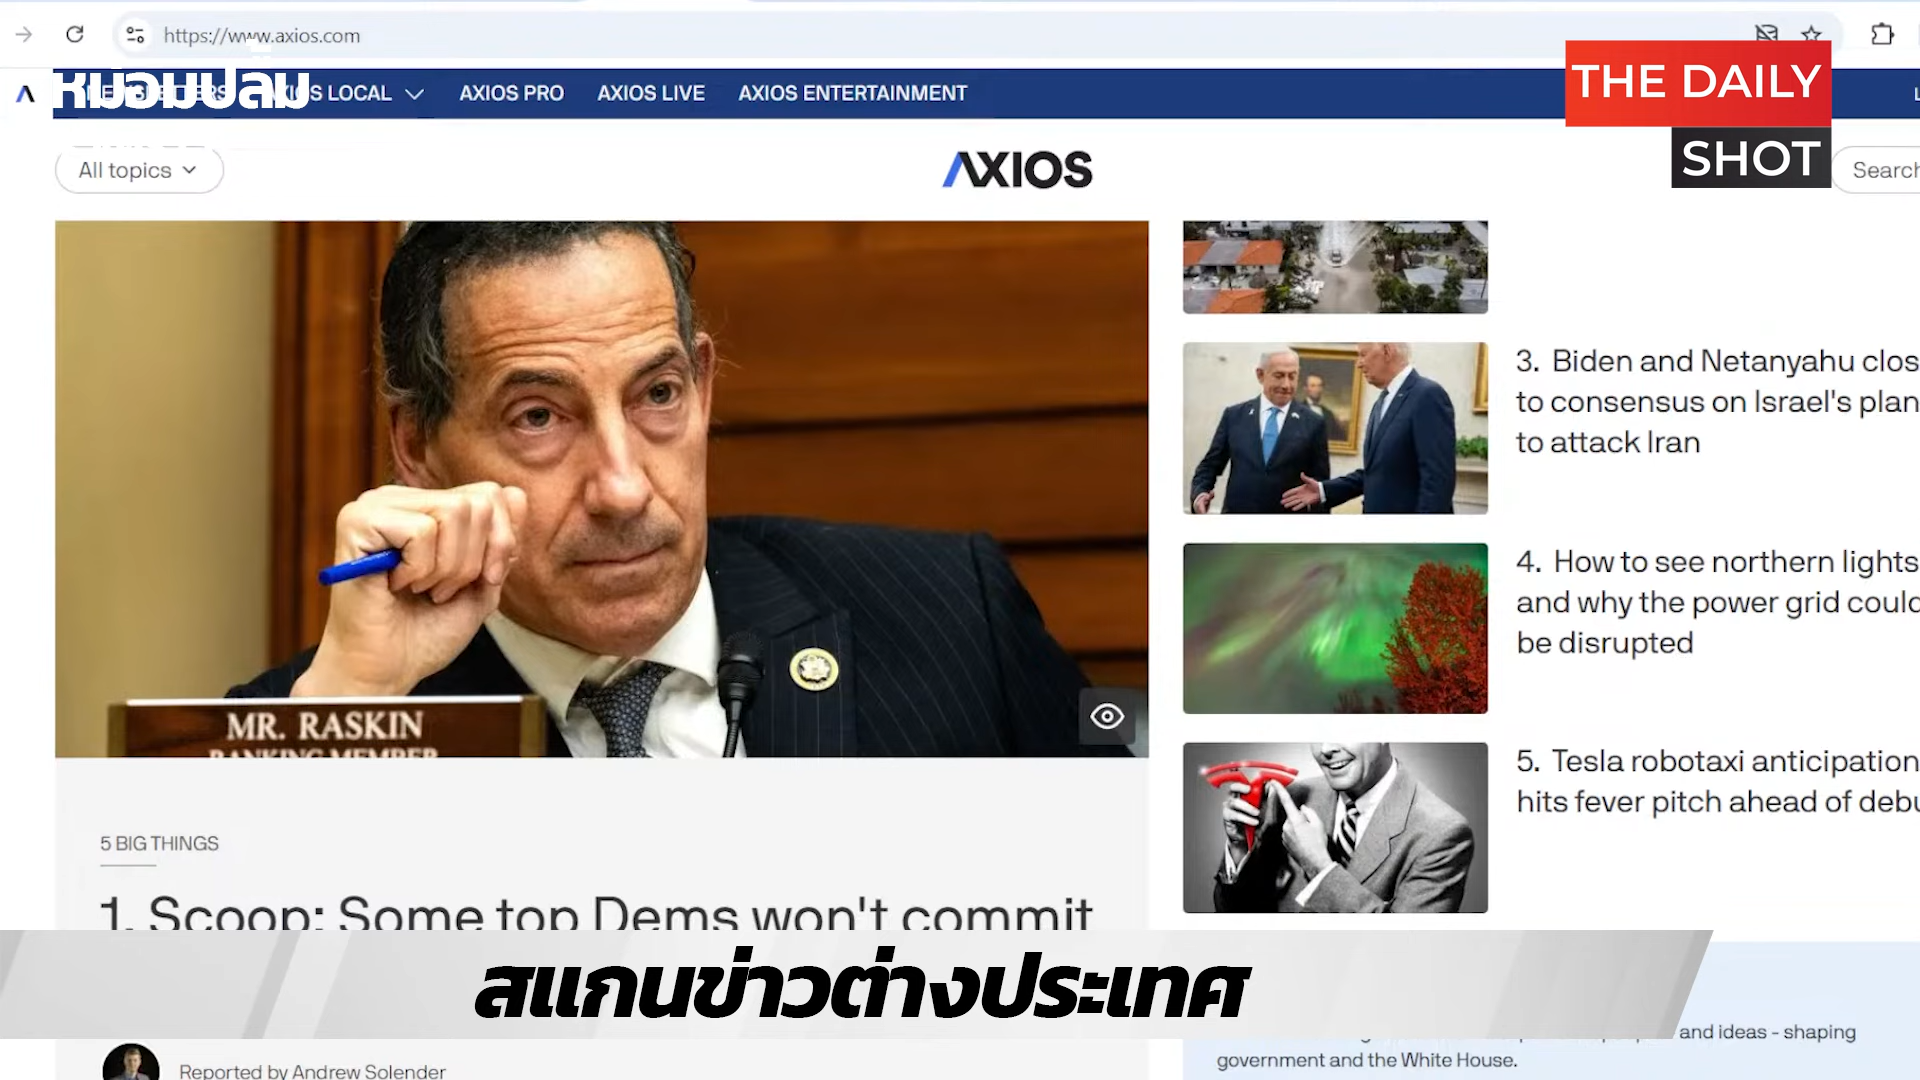 https://www.axios.com
หม่อมปลื้ม
LOCAL
AXIOS PRO
AXIOS LIVE
AXIOS ENTERTAINMENT
THE DAILY
SHOT
All topics
AXIOS
Search
MR. RASKIN
RANKING MEMBER
3. Biden and Netanyahu clos
to consensus on Israel's plan
to attack Iran
4. How to see northern lights
and why the power grid could
be disrupted
5. Tesla robotaxi anticipation
hits fever pitch ahead of debu
5 BIG THINGS
1. Scoop: Some top Dems won't commit
สแกนข่าวต่างประเทศ
and ideas - shaping
government and the White House.
Reported by Andrew Solender